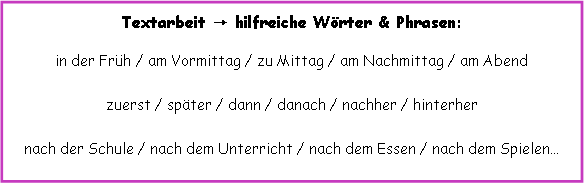 Textarbeit → hilfreiche Wörter & Phrasen:
in der Früh / am Vormittag / zu Mittag / am Nachmittag / am Abend
zuerst / später / dann / danach / nachher / hinterher
nach der Schule / nach dem Unterricht / nach dem Essen / nach dem Spielen...